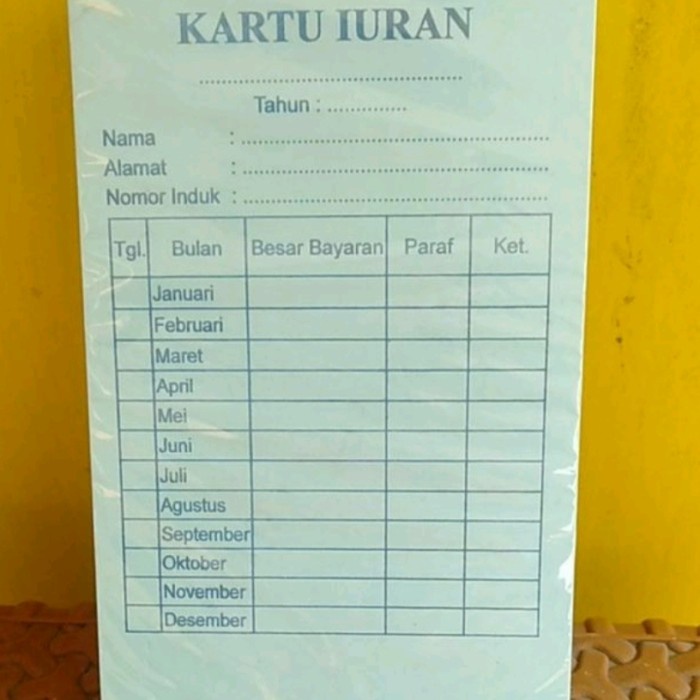 KARTU IURAN
..................................................
Tahun : ..............
Nama : ..........................................................
Alamat : ..........................................................
Nomor Induk : ..........................................................
Tgl. Bulan Besar Bayaran Paraf Ket.
Januari
Februari
Maret
April
Mei
Juni
Juli
Agustus
September
Oktober
November
Desember